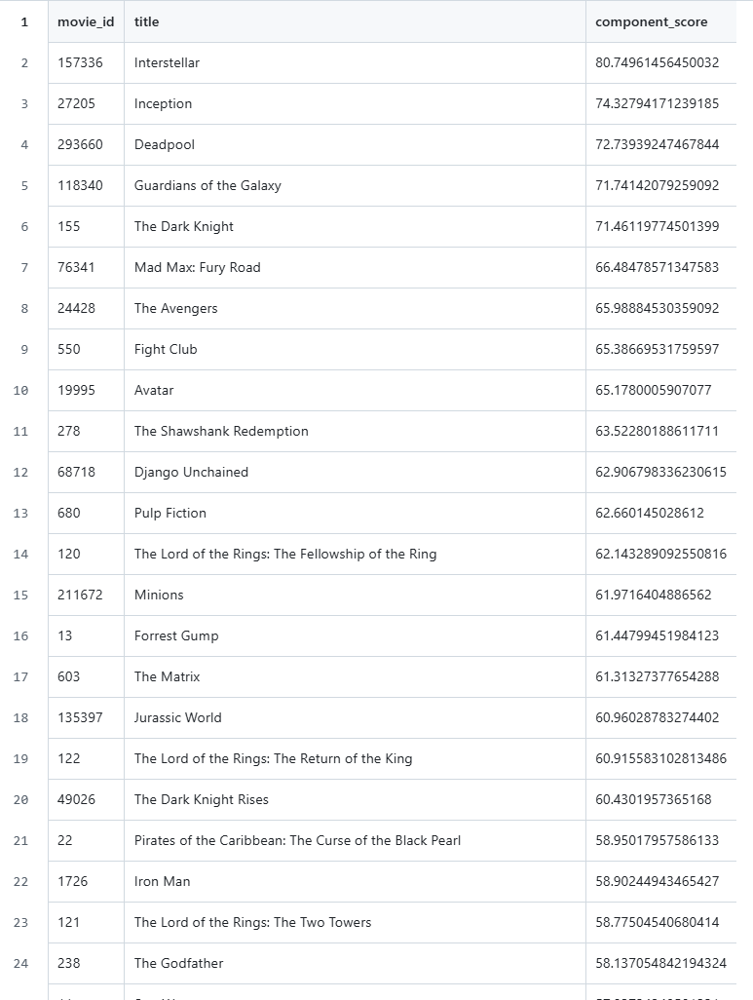 1 movie_id title component_score
2 157336 Interstellar 80.74961456450032
3 27205 Inception 74.32794171239185
4 293660 Deadpool 72.73939247467844
5 118340 Guardians of the Galaxy 71.74142079259092
6 155 The Dark Knight 71.46119774501399
7 76341 Mad Max: Fury Road 66.48478571347583
8 24428 The Avengers 65.98884530359092
9 550 Fight Club 65.38669531759597
10 19995 Avatar 65.1780005907077
11 278 The Shawshank Redemption 63.52280188611711
12 68718 Django Unchained 62.906798336230615
13 680 Pulp Fiction 62.660145028612
14 120 The Lord of the Rings: The Fellowship of the Ring 62.143289092550816
15 211672 Minions 61.9716404886562
16 13 Forrest Gump 61.44799451984123
17 603 The Matrix 61.31327377654288
18 135397 Jurassic World 60.96028783274402
19 122 The Lord of the Rings: The Return of the King 60.915583102813486
20 49026 The Dark Knight Rises 60.4301957365168
21 22 Pirates of the Caribbean: The Curse of the Black Pearl 58.95017957586133
22 1726 Iron Man 58.90244943465427
23 121 The Lord of the Rings: The Two Towers 58.77504540680414
24 238 The Godfather 58.137054842194324